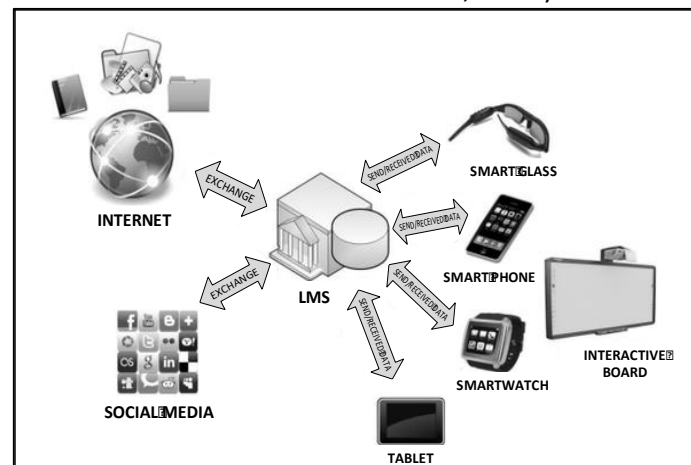 INTERNET
EXCHANGE
EXCHANGE
SOCIAL⍰MEDIA
LMS
SEND/RECEIVED⍰DATA
SMART⍰GLASS
SEND/RECEIVED⍰DATA
SMART⍰PHONE
SEND/RECEIVED⍰DATA
SMARTWATCH
SEND/RECEIVED⍰DATA
TABLET
INTERACTIVE⍰
BOARD